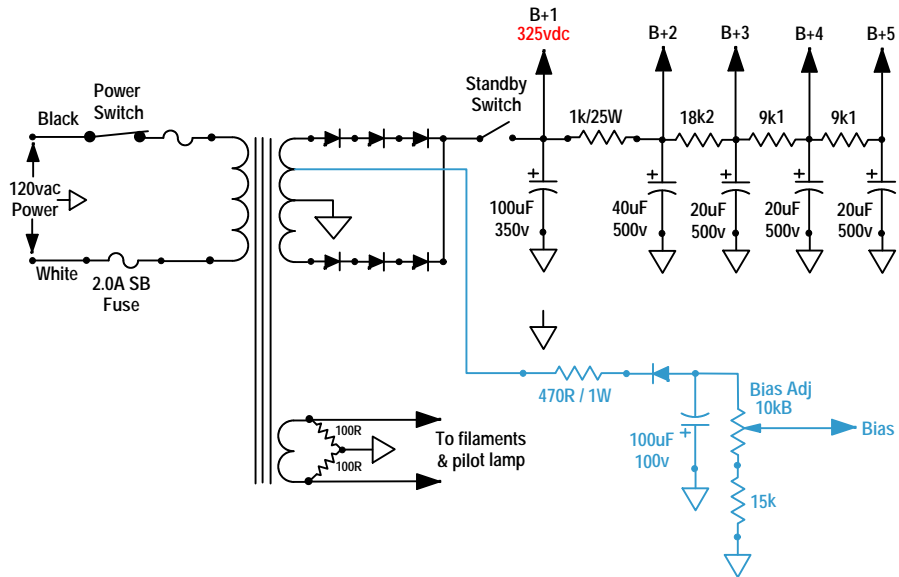 B+1
325vdc
B+2
B+3
B+4
B+5
Power
Switch
Standby
Switch
Black
1k/25W
18k2
9k1
9k1
120vac
Power
+
100uF
350v
+
40uF
500v
+
20uF
500v
+
20uF
500v
+
20uF
500v
White
2.0A SB
Fuse
470R / 1W
Bias Adj
10kB
Bias
100R
100R
To filaments
& pilot lamp
100uF
+
100v
15k